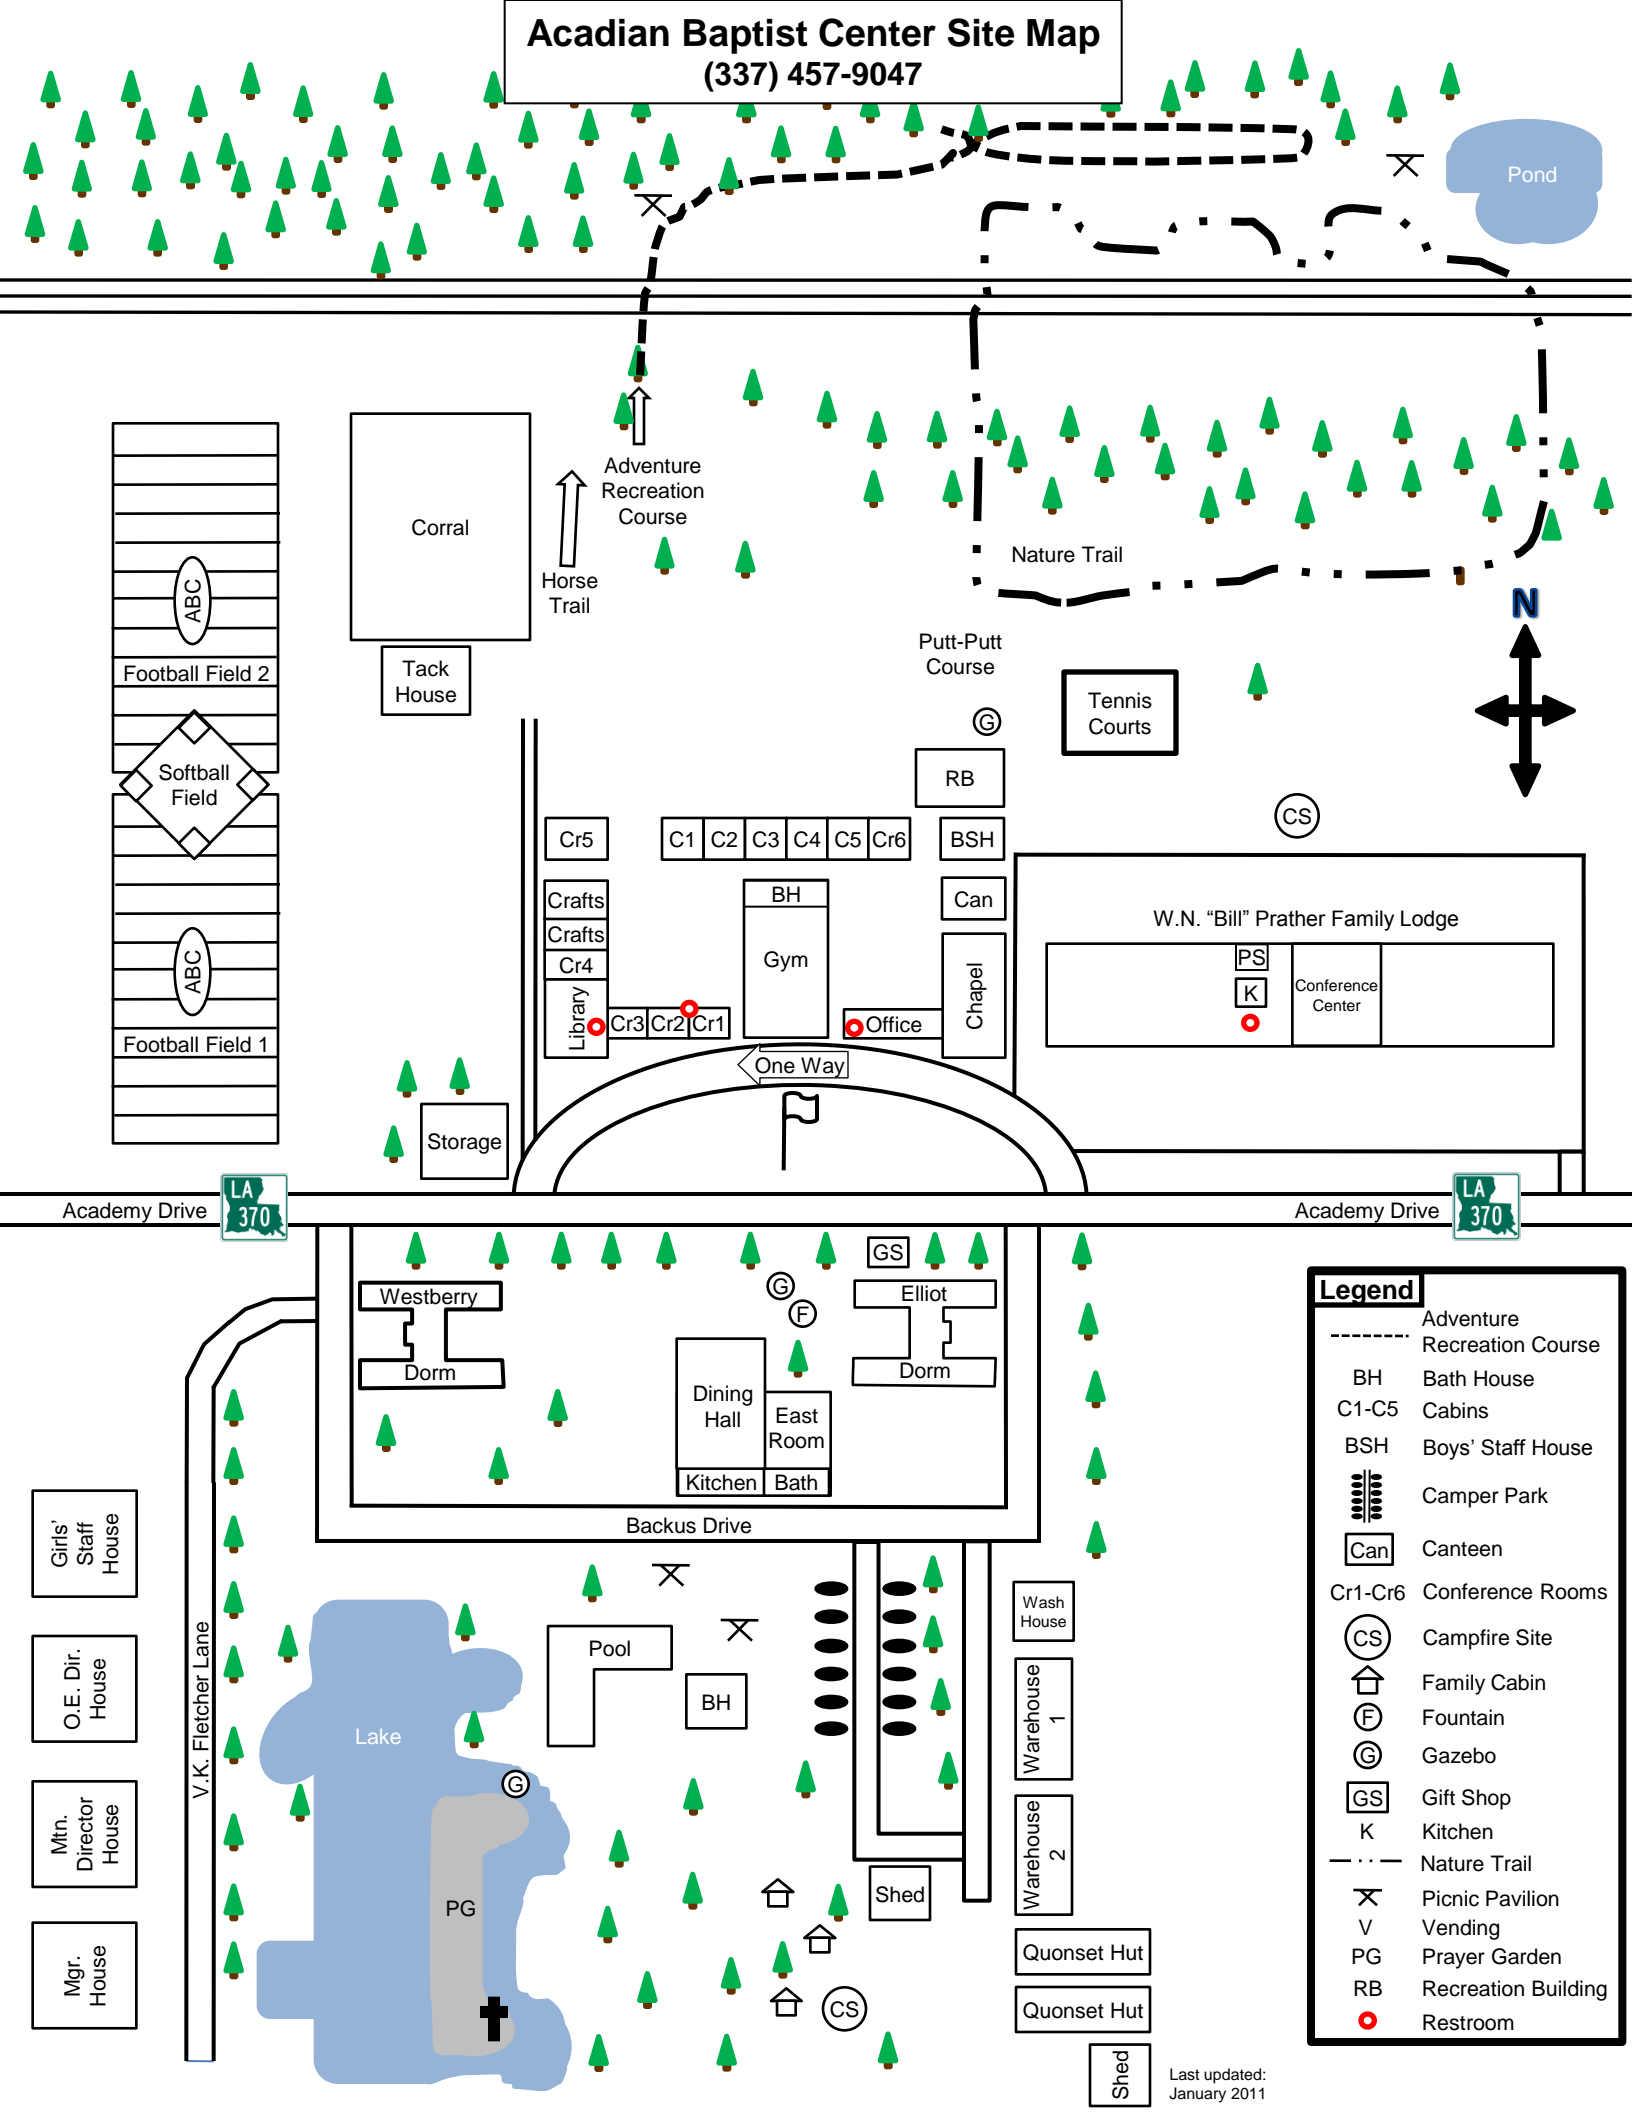 Acadian Baptist Center Site Map
(337) 457-9047
Pond
Adventure
Recreation
Course
Corral
Horse
Trail
Nature Trail
N
ABC
Football Field 2
Tack
House
Putt-Putt
Course
G
Tennis
Courts
RB
Softball
Field
CS
Cr5
C1 C2 C3 C4 C5 Cr6
BSH
Crafts
BH
Can
Crafts
W.N. “Bill” Prather Family Lodge
Cr4
Gym
PS
K
Conference
Center
ABC
Library
Cr3 Cr2 Cr1
Office
Chapel
Football Field 1
One Way
Storage
Academy Drive
LA
370
Academy Drive
LA
370
GS
Westberry
Dorm
G
F
Elliot
Dorm
Dining
Hall
East
Room
Kitchen
Bath
Backus Drive
Girls’
Staff
House
O.E. Dir.
House
Mtn.
Director
House
Mgr.
House
V.K. Fletcher Lane
Lake
Pool
BH
G
PG
Wash
House
Warehouse
1
Warehouse
2
Shed
Quonset Hut
CS
Quonset Hut
Shed
Last updated:
January 2011
Legend
Adventure
Recreation Course
BH Bath House
C1-C5 Cabins
BSH Boys’ Staff House
Camper Park
Can Canteen
Cr1-Cr6 Conference Rooms
CS Campfire Site
Family Cabin
F Fountain
G Gazebo
GS Gift Shop
K Kitchen
Nature Trail
Picnic Pavilion
V Vending
PG Prayer Garden
RB Recreation Building
Restroom